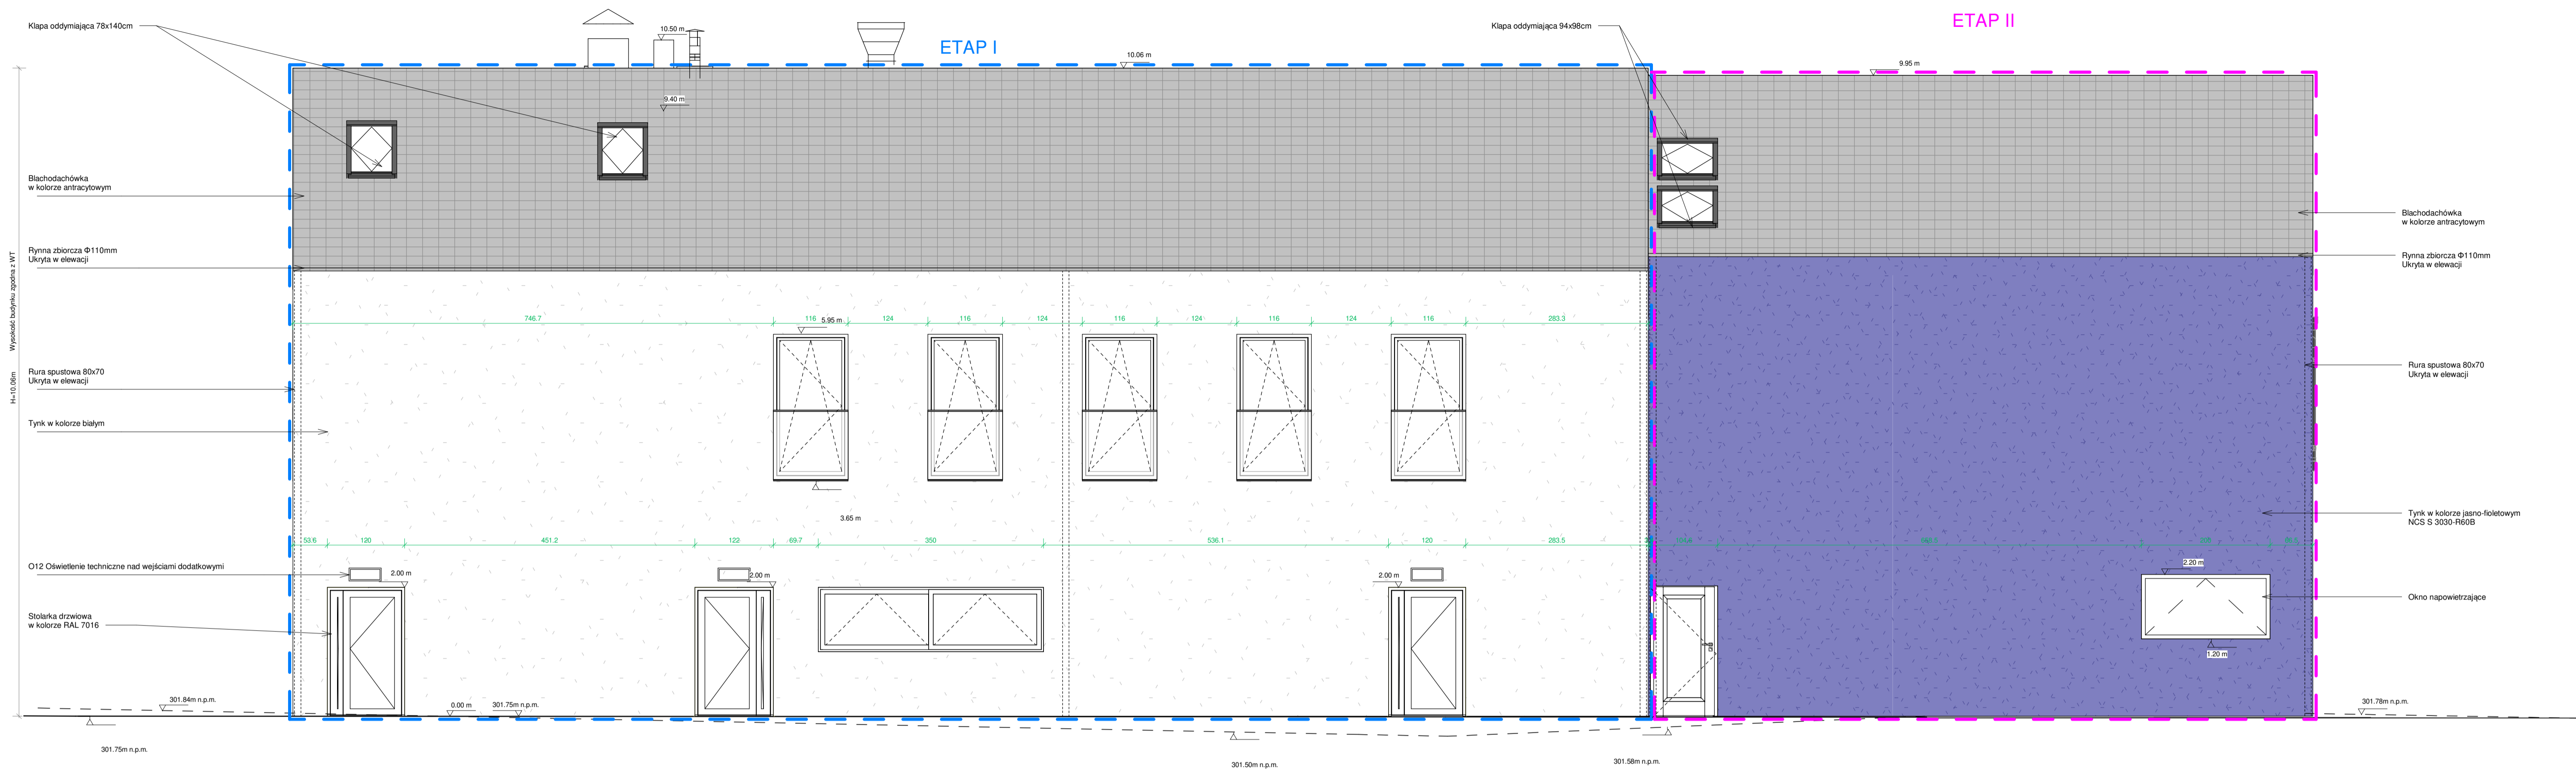 Klapa oddymiająca 78x140cm
10.50 m
ETAP I
10.06 m
Klapa oddymiająca 94x98cm
ETAP II
9.95 m
9.40 m
Blachodachówka
w kolorze antracytowym
Blachodachówka
w kolorze antracytowym
Rynna zbiorcza Φ110mm
Ukryta w elewacji
Rynna zbiorcza Φ110mm
Ukryta w elewacji
Wysokość budynku zgodna z WT
H=10.06m
746.7
116
5.95 m
124
116
124
116
124
116
124
116
283.3
Rura spustowa 80x70
Ukryta w elewacji
Rura spustowa 80x70
Ukryta w elewacji
Tynk w kolorze białym
3.65 m
Tynk w kolorze jasno-fioletowym
NCS S 3030-R60B
53.6
120
451.2
122
69.7
350
536.1
120
283.5
O12 Oświetlenie techniczne nad wejściami dodatkowymi
2.00 m
2.00 m
2.00 m
2.20 m
Okno napowietrzające
Stolarka drzwiowa
w kolorze RAL 7016
1.20 m
301.84m n.p.m.
0.00 m
301.75m n.p.m.
301.78m n.p.m.
301.75m n.p.m.
301.50m n.p.m.
301.58m n.p.m.